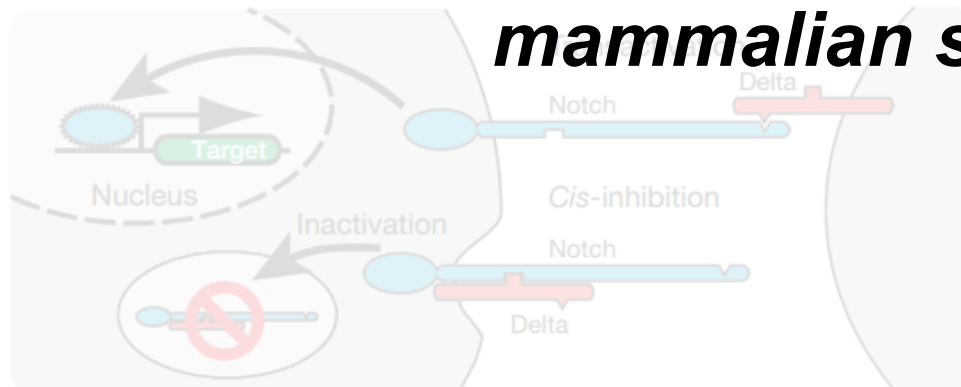 mammalian s
Delta
Notch
Target
Nucleus
Cis-inhibition
Inactivation
Notch
Delta